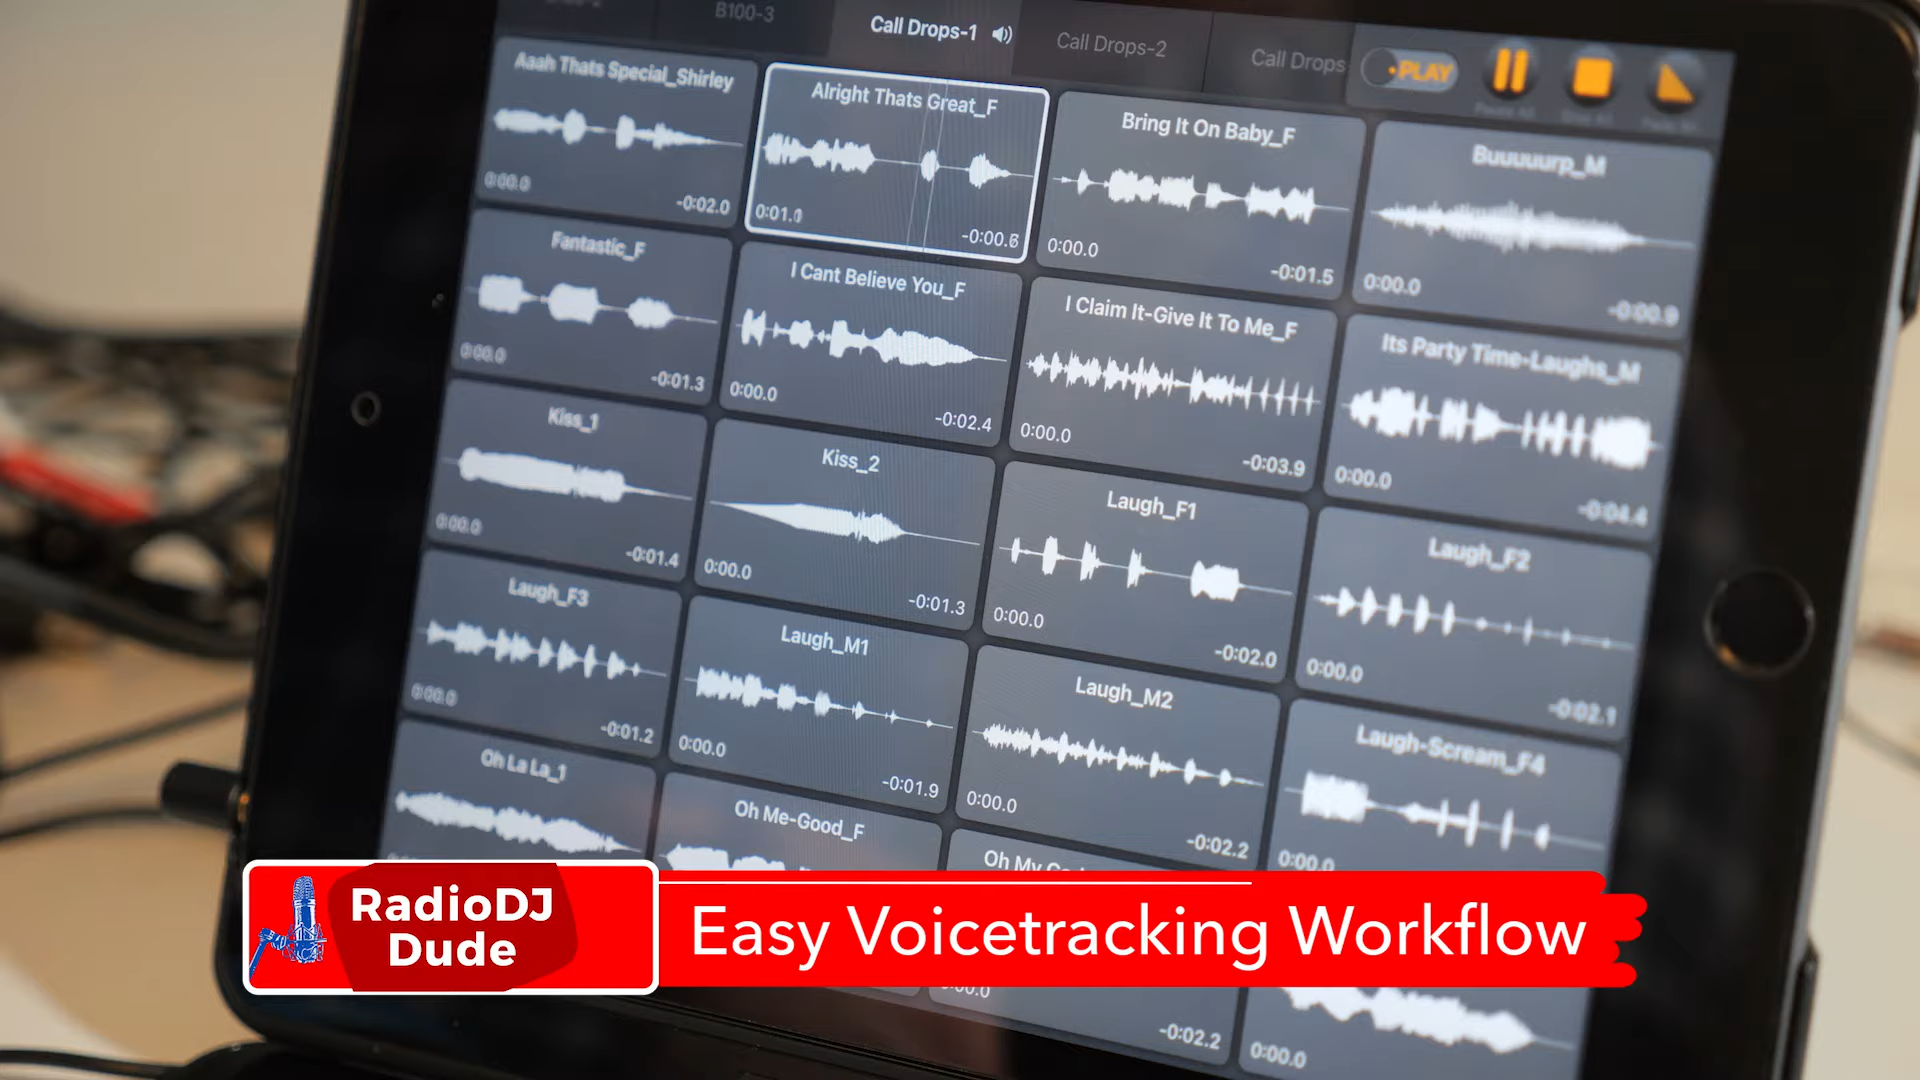 B100-3
Call Drops-1
Call Drops-2
Call Drops
PLAY
Aaah Thats Special_Shirley
0:00.0
-0:02.0
Alright Thats Great_F
0:01.0
-0:00.6
Bring It On Baby_F
0:00.0
-0:01.5
Buuuuurp_M
0:00.0
-0:00.9
Fantastic_F
0:00.0
-0:01.3
I Cant Believe You_F
0:00.0
-0:02.4
I Claim It-Give It To Me_F
0:00.0
-0:03.9
Its Party Time-Laughs_M
0:00.0
-0:04.4
Kiss_1
0:00.0
-0:01.4
Kiss_2
0:00.0
-0:01.3
Laugh_F1
0:00.0
-0:02.0
Laugh_F2
0:00.0
-0:02.1
Laugh_F3
0:00.0
-0:01.2
Laugh_M1
0:00.0
-0:01.9
Laugh_M2
0:00.0
-0:02.2
Laugh-Scream_F4
0:00.0
Oh La La_1
Oh Me-Good_F
Oh My
-0:02.2
0:00.0
RadioDJ
Dude
Easy Voicetracking Workflow